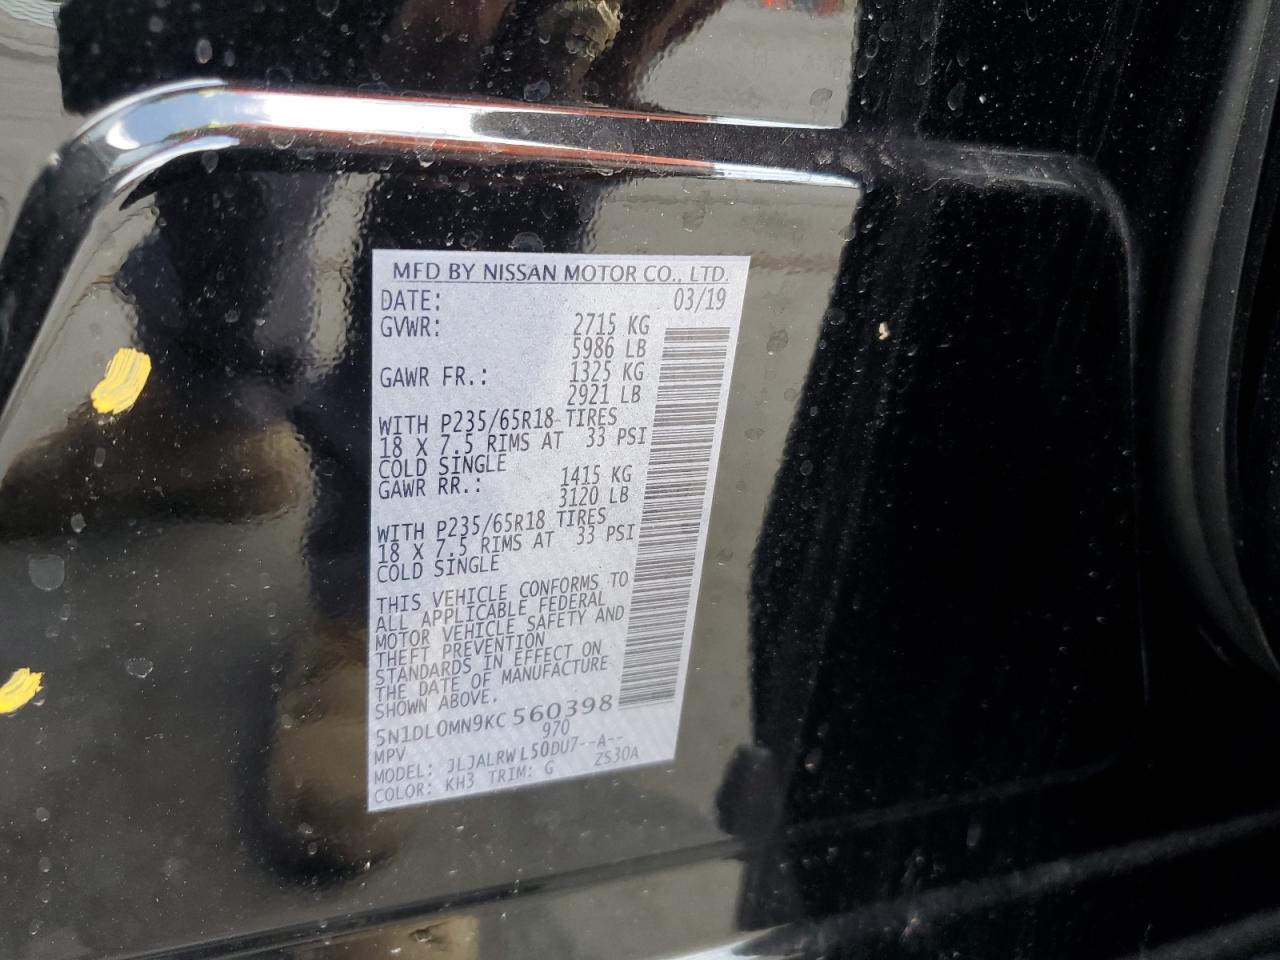 MFD BY NISSAN MOTOR CO., LTD.
DATE: 03/19
GVWR: 2715 KG
5986 LB
GAWR FR.: 1325 KG
2921 LB
WITH P235/65R18 TIRES
18 X 7.5 RIMS AT 33 PSI
COLD SINGLE
GAWR RR.: 1415 KG
3120 LB
WITH P235/65R18 TIRES
18 X 7.5 RIMS AT 33 PSI
COLD SINGLE
THIS VEHICLE CONFORMS TO
ALL APPLICABLE FEDERAL
MOTOR VEHICLE SAFETY AND
THEFT PREVENTION
STANDARDS IN EFFECT ON
THE DATE OF MANUFACTURE
SHOWN ABOVE.
5N1DL0MN9KC560398
MPV 970
MODEL: JLJALRWL50DU7--A--
COLOR: KH3 TRIM: G ZS30A